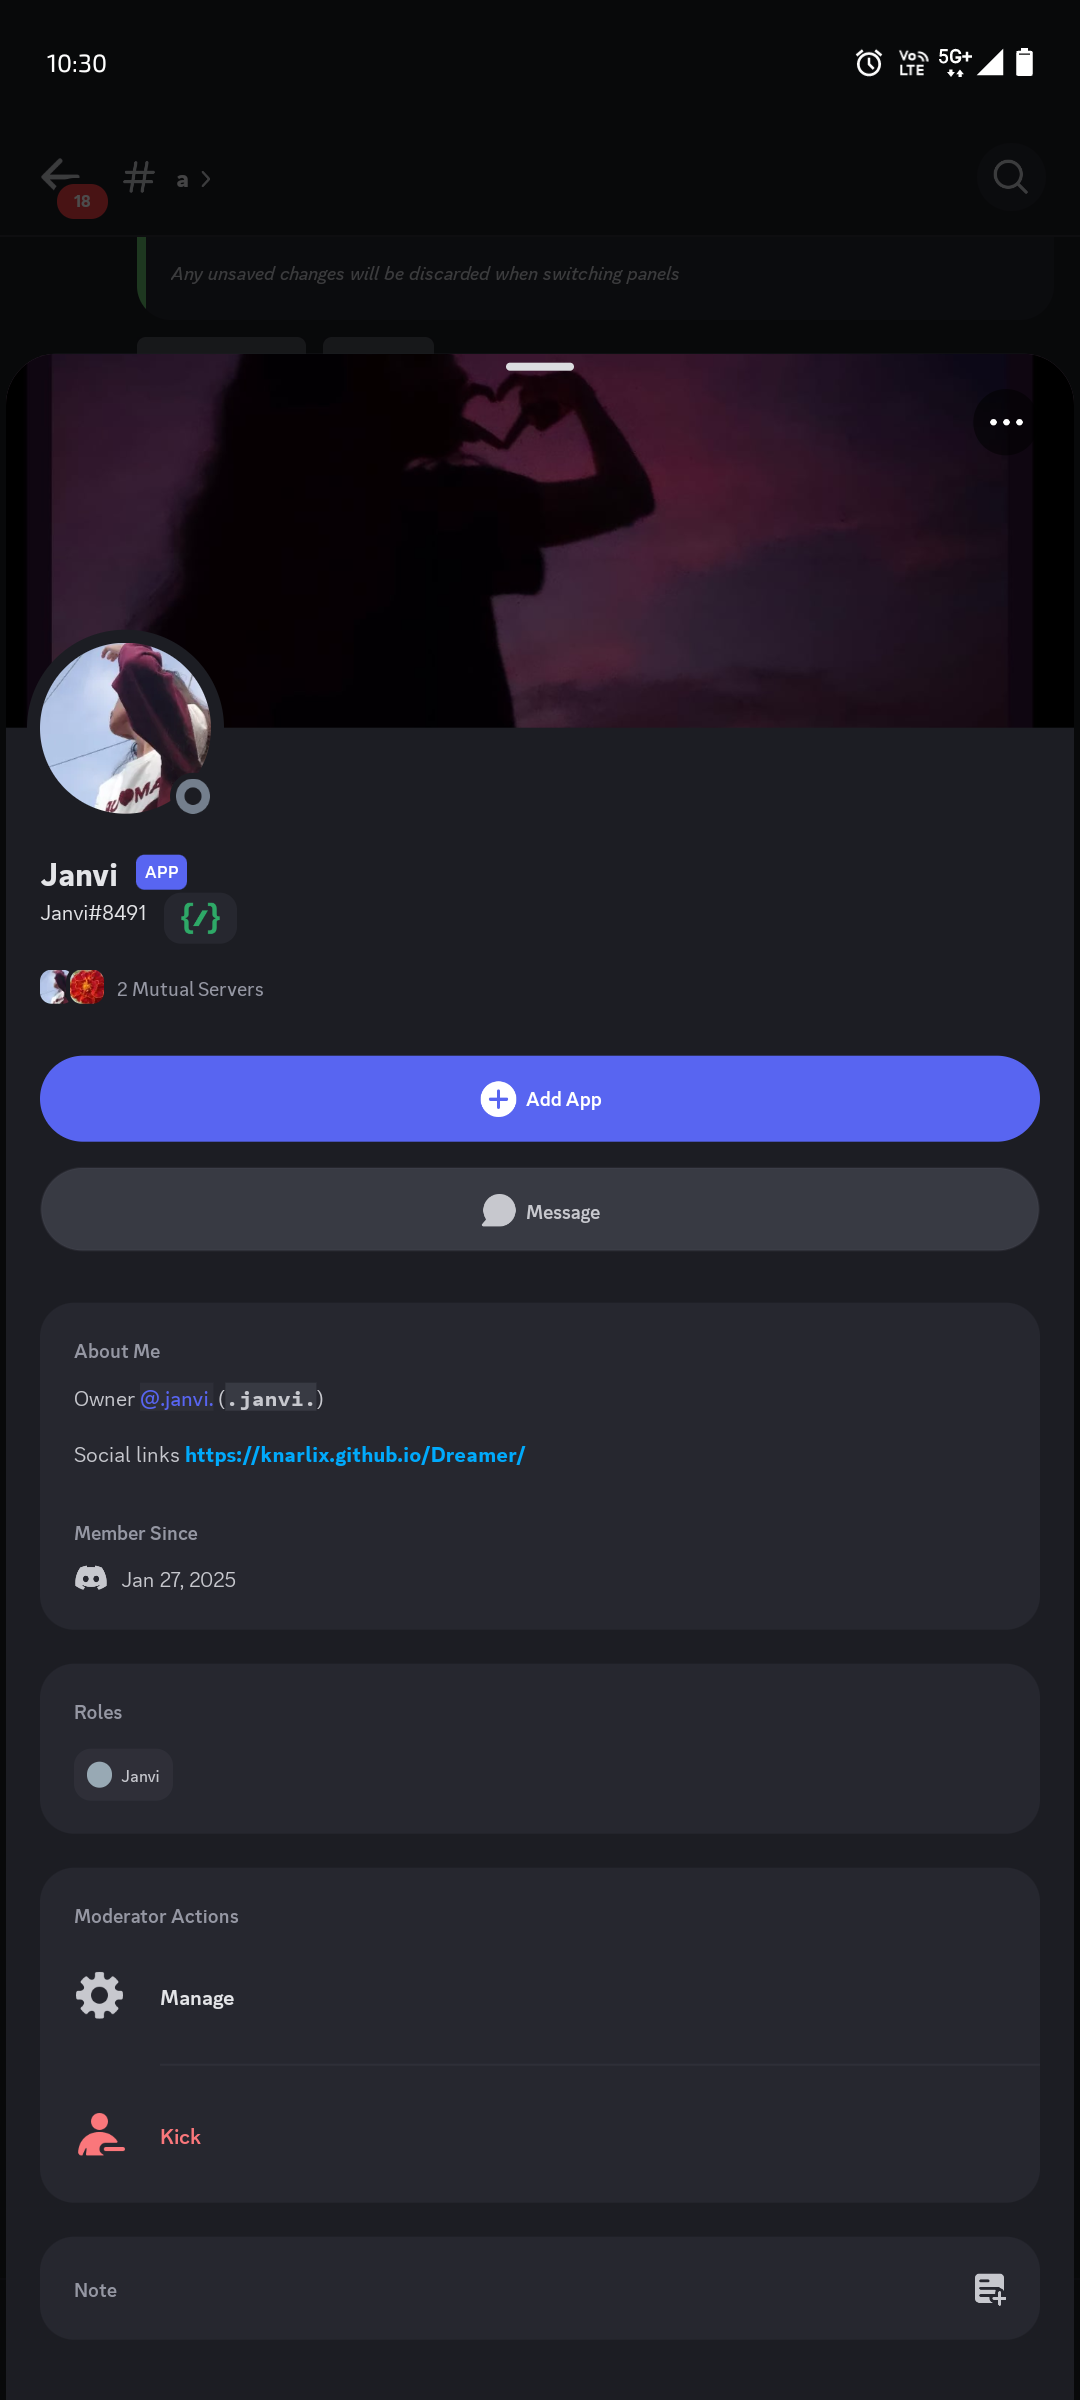 10:30
Vo LTE 5G+
18
# a >
Any unsaved changes will be discarded when switching panels
Janvi APP
Janvi#8491 {/}
2 Mutual Servers
Add App
Message
About Me
Owner @.janvi. (.janvi.)
Social links https://knarlix.github.io/Dreamer/
Member Since
Jan 27, 2025
Roles
Janvi
Moderator Actions
Manage
Kick
Note